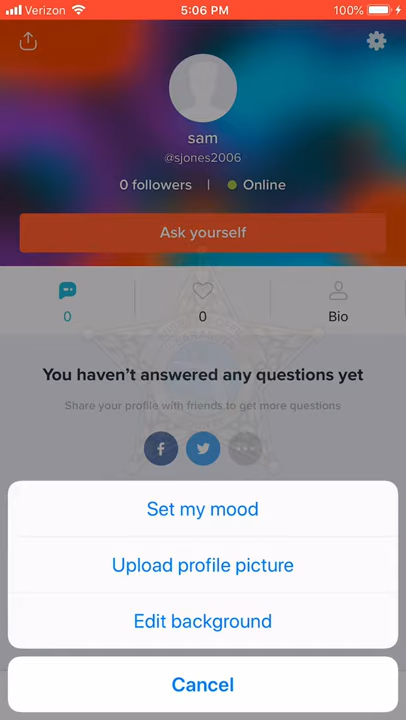 Verizon 5:06 PM 100%
sam
@sjones2006
0 followers | Online
Ask yourself
0 0 Bio
You haven't answered any questions yet
Share your profile with friends to get more questions
Set my mood
Upload profile picture
Edit background
Cancel